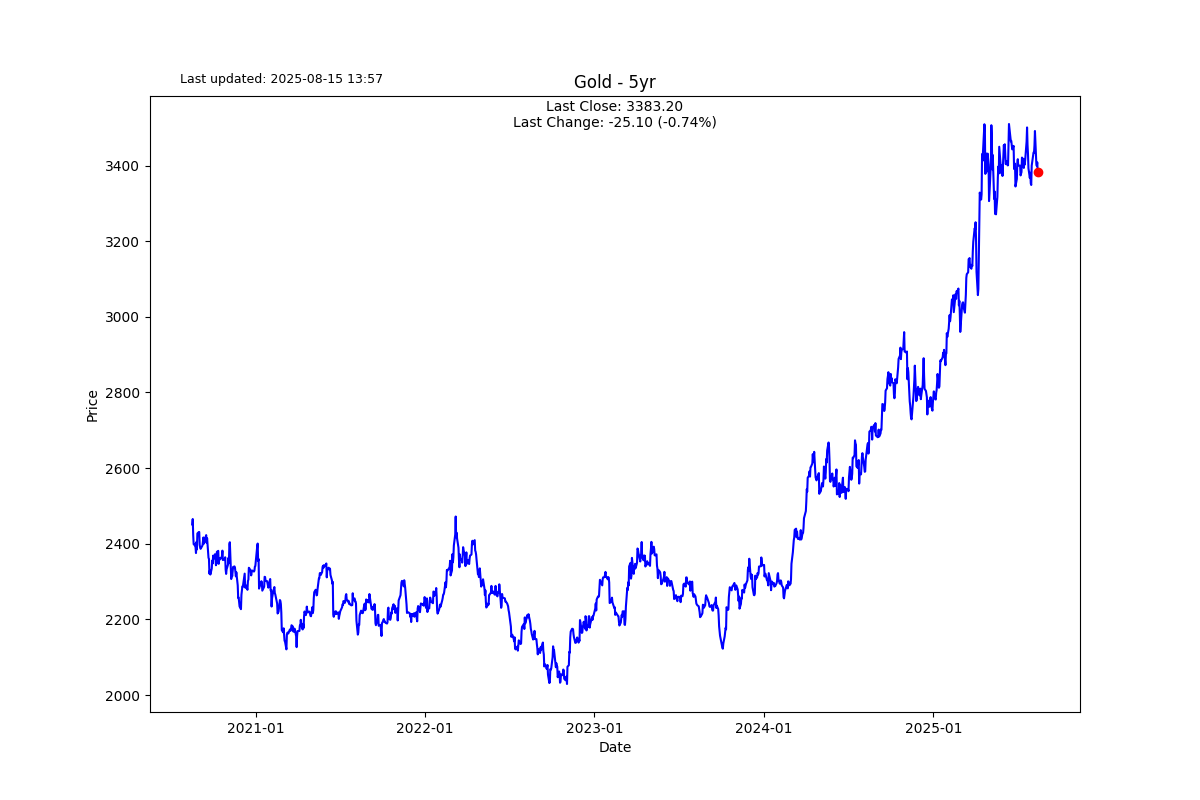 Last updated: 2025-08-15 13:57
Gold - 5yr
Last Close: 3383.20
Last Change: -25.10 (-0.74%)
3400
3200
3000
2800
2600
2400
2200
2000
Price
2021-01
2022-01
2023-01
2024-01
2025-01
Date